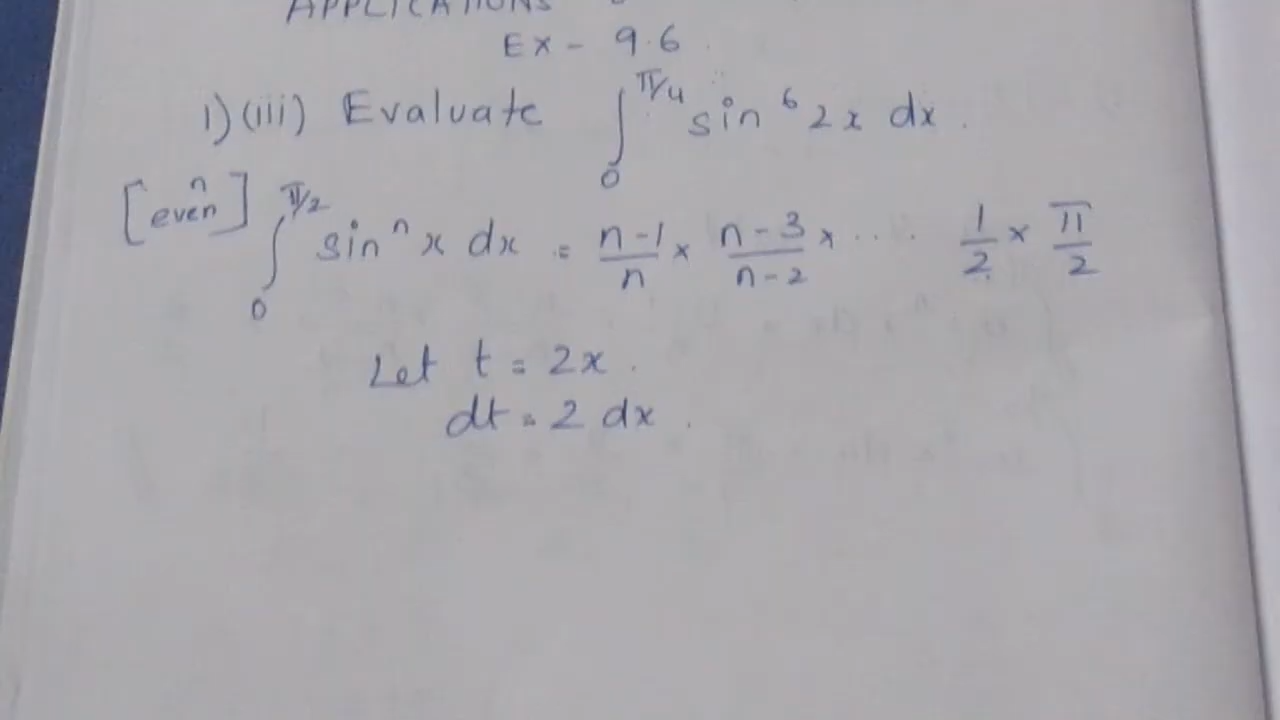 APPLICATIONS
EX - 9.6
1) (iii) Evaluate ∫₀^(π/4) sin⁶ 2x dx.
[n even] ∫₀^(π/2) sinⁿ x dx = (n-1)/n × (n-3)/(n-2) × .... 1/2 × π/2
Let t = 2x.
dt = 2 dx.